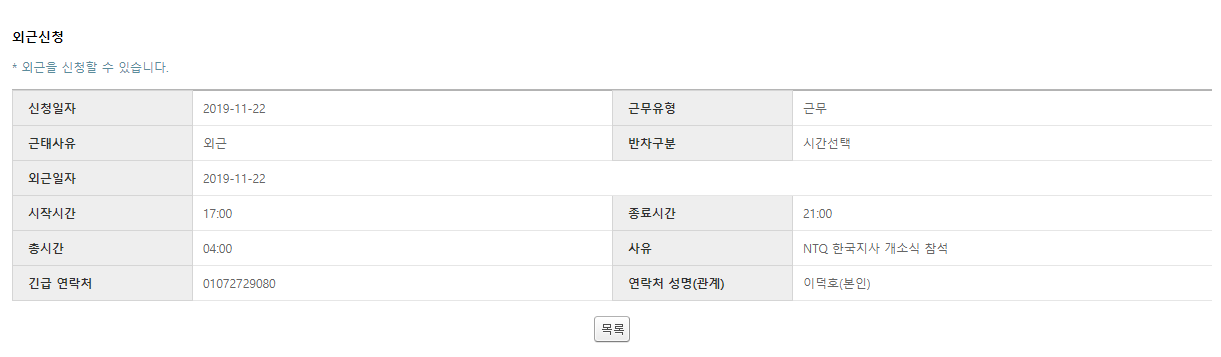 외근신청
* 외근을 신청할 수 있습니다.
신청일자 2019-11-22 근무유형 근무
근태사유 외근 반차구분 시간선택
외근일자 2019-11-22
시작시간 17:00 종료시간 21:00
총시간 04:00 사유 NTQ 한국지사 개소식 참석
긴급 연락처 01072729080 연락처 성명(관계) 이덕호(본인)
목록